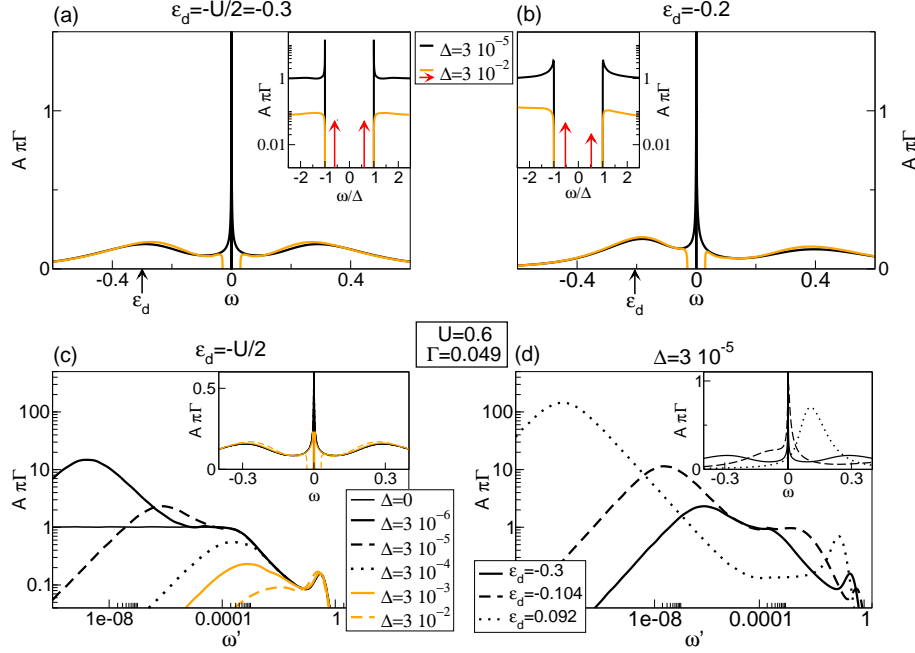 (a)
ε_d=-U/2=-0.3
(b)
ε_d=-0.2
A πΓ
1
0
-0.4
0
0.4
ω
ε_d
A πΓ
1
0.01
-2
-1
0
1
2
ω/Δ
Δ=3 10^-5
Δ=3 10^-2
A πΓ
1
0.01
-2
-1
0
1
2
ω/Δ
1
0
A πΓ
-0.4
0
0.4
ω
ε_d
(c)
ε_d=-U/2
U=0.6
Γ=0.049
(d)
Δ=3 10^-5
A πΓ
100
10
1
0.1
1e-08
0.0001
1
ω'
A πΓ
0.5
0
-0.3
0
0.3
ω
Δ=0
Δ=3 10^-6
Δ=3 10^-5
Δ=3 10^-4
Δ=3 10^-3
Δ=3 10^-2
A πΓ
100
10
1
0.1
1e-08
0.0001
1
ω'
A πΓ
1
0
-0.3
0
0.3
ω
ε_d=-0.3
ε_d=-0.104
ε_d=0.092